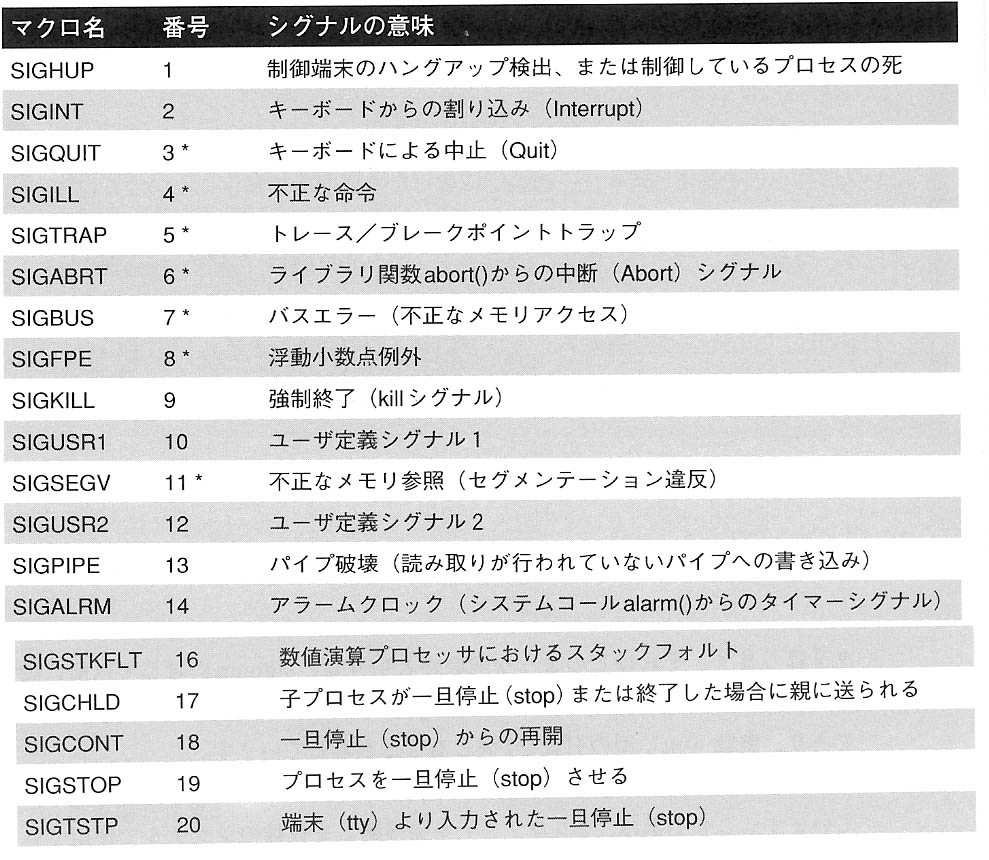 マクロ名 番号 シグナルの意味
SIGHUP 1 制御端末のハングアップ検出、または制御しているプロセスの死
SIGINT 2 キーボードからの割り込み（Interrupt）
SIGQUIT 3 * キーボードによる中止（Quit）
SIGILL 4 * 不正な命令
SIGTRAP 5 * トレース／ブレークポイントトラップ
SIGABRT 6 * ライブラリ関数abort()からの中断（Abort）シグナル
SIGBUS 7 * バスエラー（不正なメモリアクセス）
SIGFPE 8 * 浮動小数点例外
SIGKILL 9 強制終了（killシグナル）
SIGUSR1 10 ユーザ定義シグナル1
SIGSEGV 11 * 不正なメモリ参照（セグメンテーション違反）
SIGUSR2 12 ユーザ定義シグナル2
SIGPIPE 13 パイプ破壊（読み取りが行われていないパイプへの書き込み）
SIGALRM 14 アラームクロック（システムコールalarm()からのタイマーシグナル）
SIGSTKFLT 16 数値演算プロセッサにおけるスタックフォルト
SIGCHLD 17 子プロセスが一旦停止（stop）または終了した場合に親に送られる
SIGCONT 18 一旦停止（stop）からの再開
SIGSTOP 19 プロセスを一旦停止（stop）させる
SIGTSTP 20 端末（tty）より入力された一旦停止（stop）